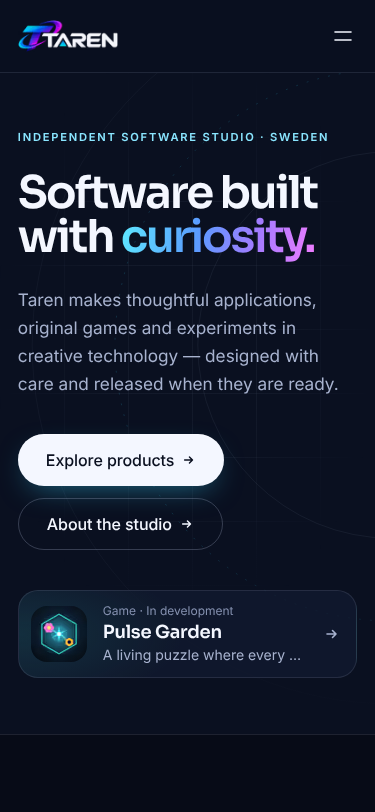 TAREN
INDEPENDENT SOFTWARE STUDIO · SWEDEN
Software built
with curiosity.
Taren makes thoughtful applications,
original games and experiments in
creative technology — designed with
care and released when they are ready.
Explore products →
About the studio →
Game · In development
Pulse Garden
A living puzzle where every ...
→